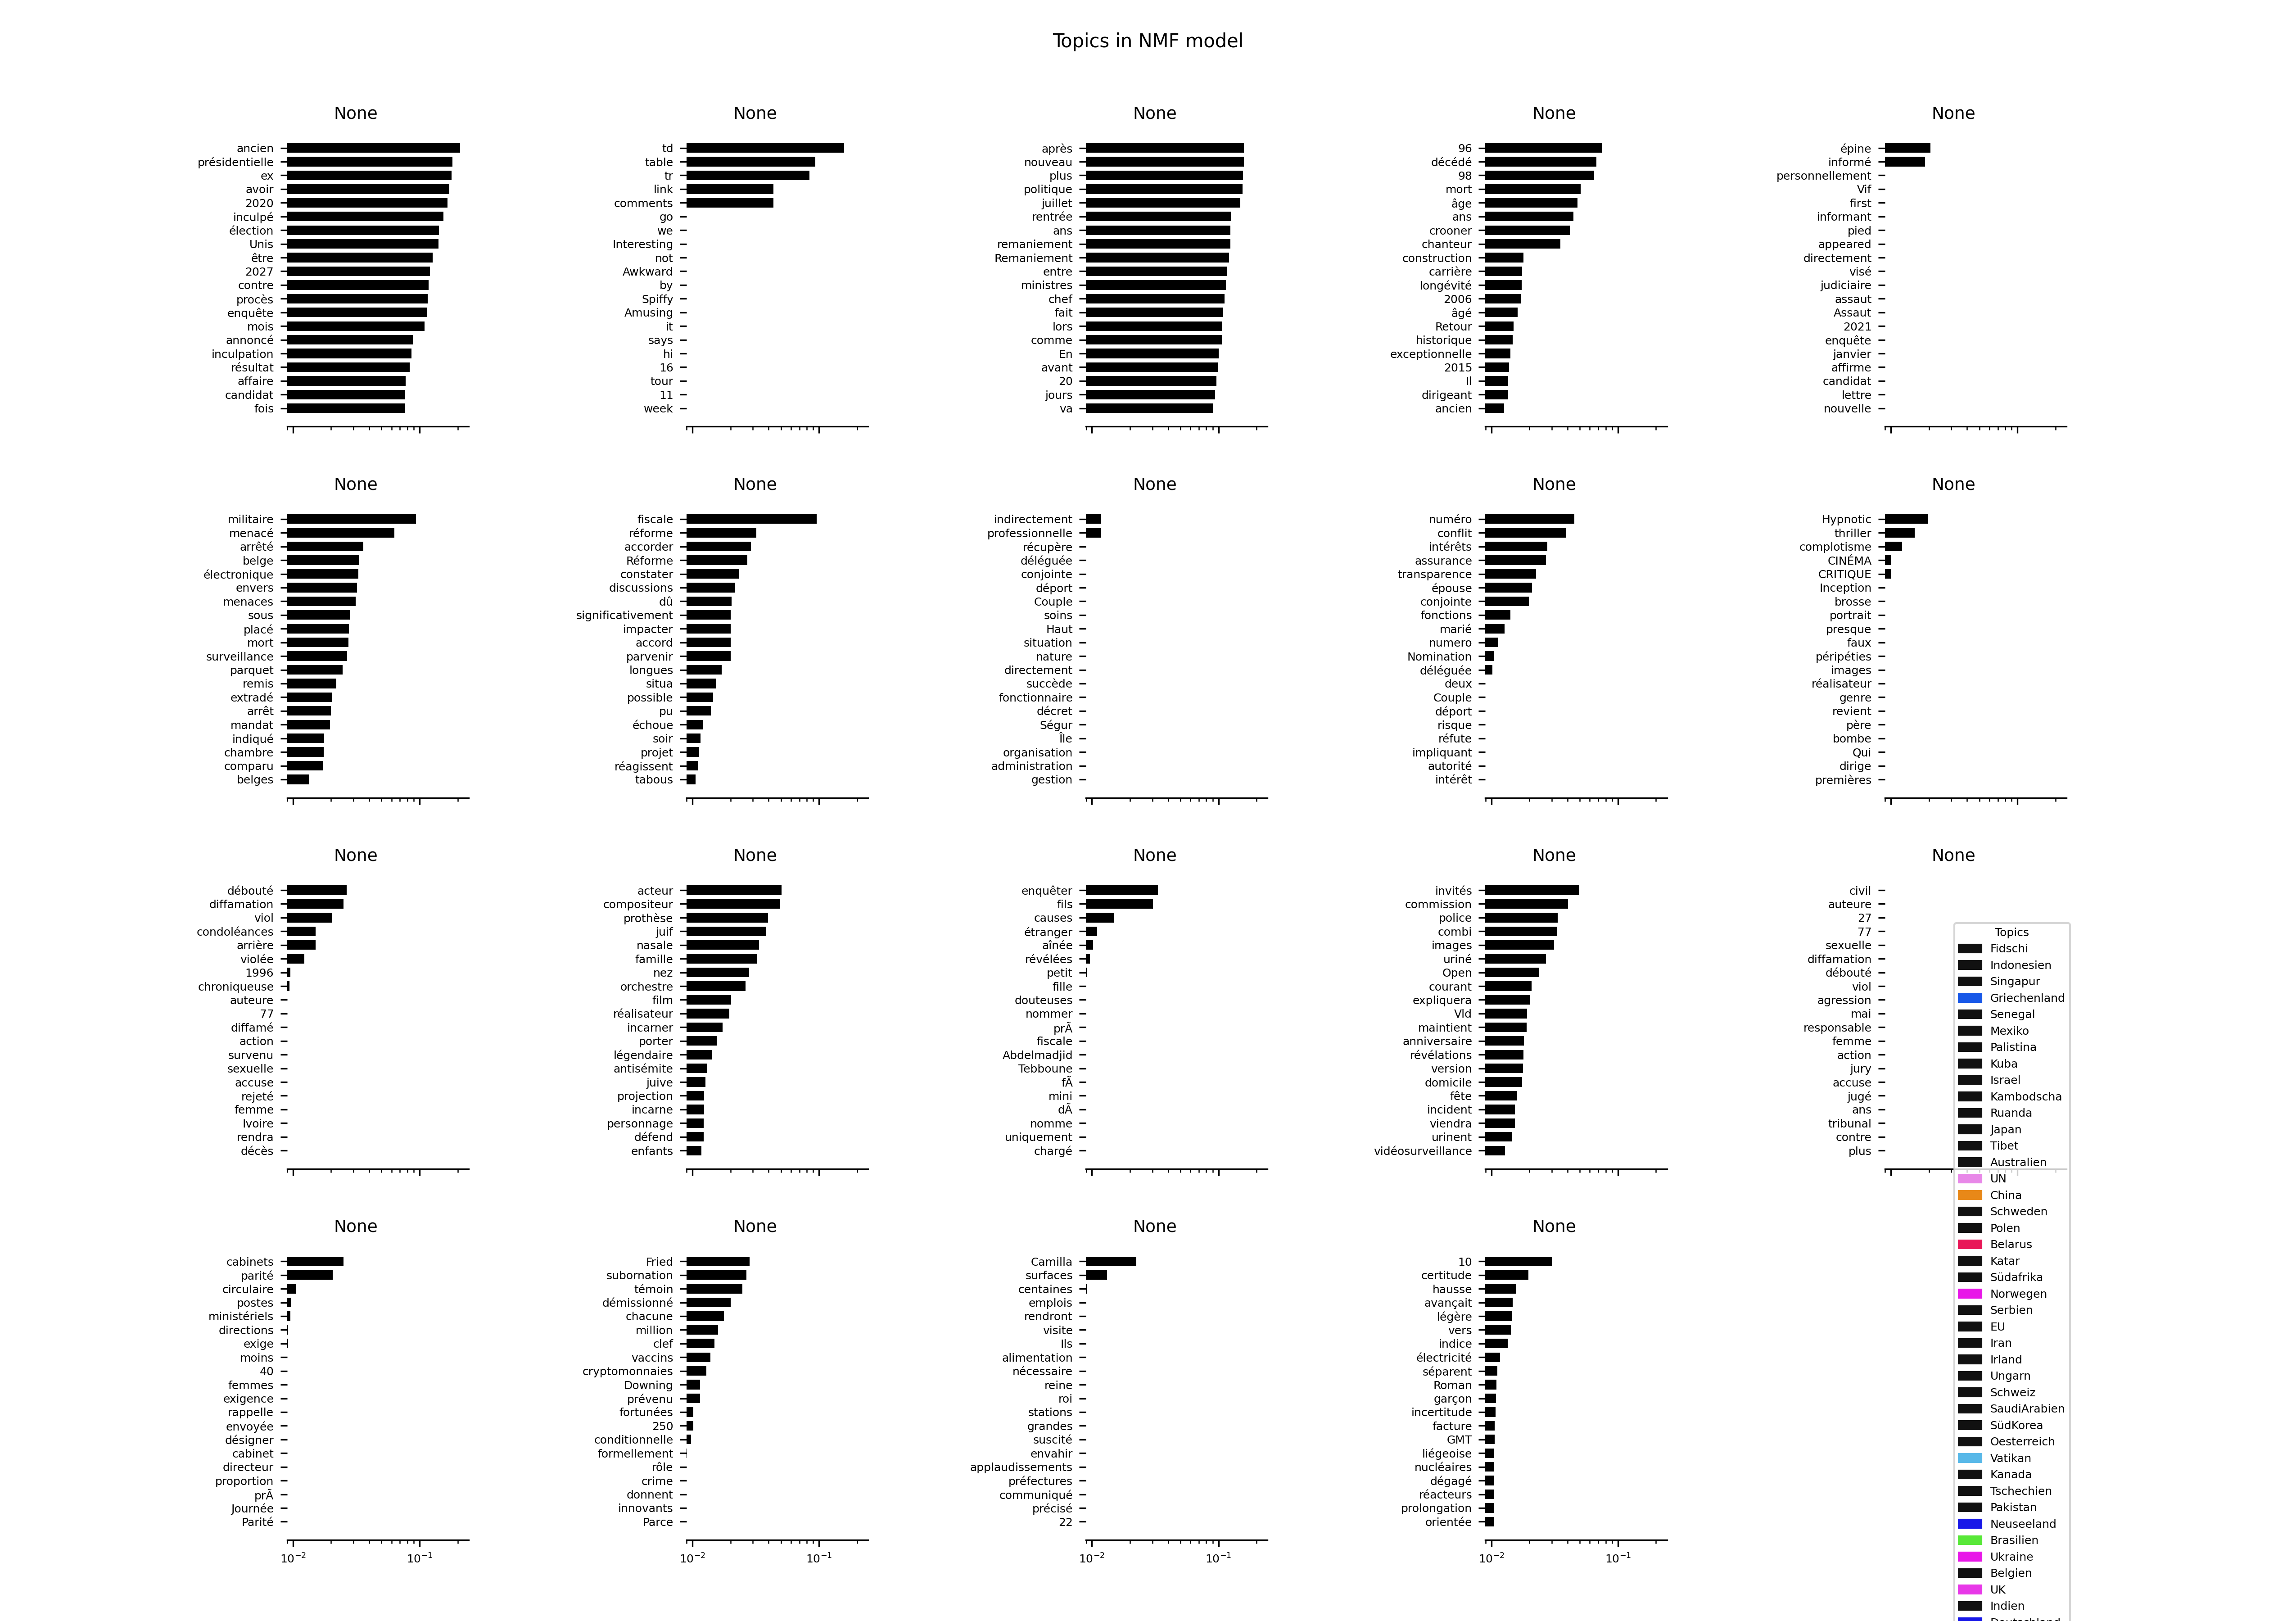 Topics in NMF model
None
ancien
présidentielle
ex
avoir
2020
inculpé
élection
Unis
être
2027
contre
procès
enquête
mois
annoncé
inculpation
résultat
affaire
candidat
fois
None
td
table
tr
link
comments
go
we
Interesting
not
Awkward
by
Spiffy
Amusing
it
says
hi
16
tour
11
week
None
après
nouveau
plus
politique
juillet
rentrée
ans
remaniement
Remaniement
entre
ministres
chef
fait
lors
comme
En
avant
20
jours
va
None
96
décédé
98
mort
âge
ans
crooner
chanteur
construction
carrière
longévité
2006
âgé
Retour
historique
exceptionnelle
2015
Il
dirigeant
ancien
None
épine
informé
personnellement
Vif
first
informant
pied
appeared
directement
visé
judiciaire
assaut
Assaut
2021
enquête
janvier
affirme
candidat
lettre
nouvelle
None
militaire
menacé
arrêté
belge
électronique
envers
menaces
sous
placé
mort
surveillance
parquet
remis
extradé
arrêt
mandat
indiqué
chambre
comparu
belges
None
fiscale
réforme
accorder
Réforme
constater
discussions
dû
significativement
impacter
accord
parvenir
longues
situa
possible
pu
échoue
soir
projet
réagissent
tabous
None
indirectement
professionnelle
récupère
déléguée
conjointe
déport
Couple
soins
Haut
situation
nature
directement
succède
fonctionnaire
décret
Ségur
Île
organisation
administration
gestion
None
numéro
conflit
intérêts
assurance
transparence
épouse
conjointe
fonctions
marié
numero
Nomination
déléguée
deux
Couple
déport
risque
réfute
impliquant
autorité
intérêt
None
Hypnotic
thriller
complotisme
CINÉMA
CRITIQUE
Inception
brosse
portrait
presque
faux
péripéties
images
réalisateur
genre
revient
père
bombe
Qui
dirige
premières
None
débouté
diffamation
viol
condoléances
arrière
violée
1996
chroniqueuse
auteure
77
diffamé
action
survenu
sexuelle
accuse
rejeté
femme
Ivoire
rendra
décès
None
acteur
compositeur
prothèse
juif
nasale
famille
nez
orchestre
film
réalisateur
incarner
porter
légendaire
antisémite
juive
projection
incarne
personnage
défend
enfants
None
enquêter
fils
causes
étranger
aînée
révélées
petit
fille
douteuses
nommer
prÃ
fiscale
Abdelmadjid
Tebboune
fÃ
mini
dÃ
nomme
uniquement
chargé
None
invités
commission
police
combi
images
uriné
Open
courant
expliquera
Vld
maintient
anniversaire
révélations
version
domicile
fête
incident
viendra
urinent
vidéosurveillance
None
civil
auteure
27
77
sexuelle
diffamation
débouté
viol
agression
mai
responsable
femme
action
jury
accuse
jugé
ans
tribunal
contre
plus
None
cabinets
parité
circulaire
postes
ministériels
directions
exige
moins
40
femmes
exigence
rappelle
envoyée
désigner
cabinet
directeur
proportion
prÃ
Journée
Parité
10⁻² 10⁻¹
None
Fried
subornation
témoin
démissionné
chacune
million
clef
vaccins
cryptomonnaies
Downing
prévenu
fortunées
250
conditionnelle
formellement
rôle
crime
donnent
innovants
Parce
10⁻² 10⁻¹
None
Camilla
surfaces
centaines
emplois
rendront
visite
Ils
alimentation
nécessaire
reine
roi
stations
grandes
suscité
envahir
applaudissements
préfectures
communiqué
précisé
22
10⁻² 10⁻¹
None
10
certitude
hausse
avançait
légère
vers
indice
électricité
séparent
Roman
garçon
incertitude
facture
GMT
liégeoise
nucléaires
dégagé
réacteurs
prolongation
orientée
10⁻² 10⁻¹
Topics
Fidschi
Indonesien
Singapur
Griechenland
Senegal
Mexiko
Palistina
Kuba
Israel
Kambodscha
Ruanda
Japan
Tibet
Australien
UN
China
Schweden
Polen
Belarus
Katar
Südafrika
Norwegen
Serbien
EU
Iran
Irland
Ungarn
Schweiz
SaudiArabien
SüdKorea
Oesterreich
Vatikan
Kanada
Tschechien
Pakistan
Neuseeland
Brasilien
Ukraine
Belgien
UK
Indien